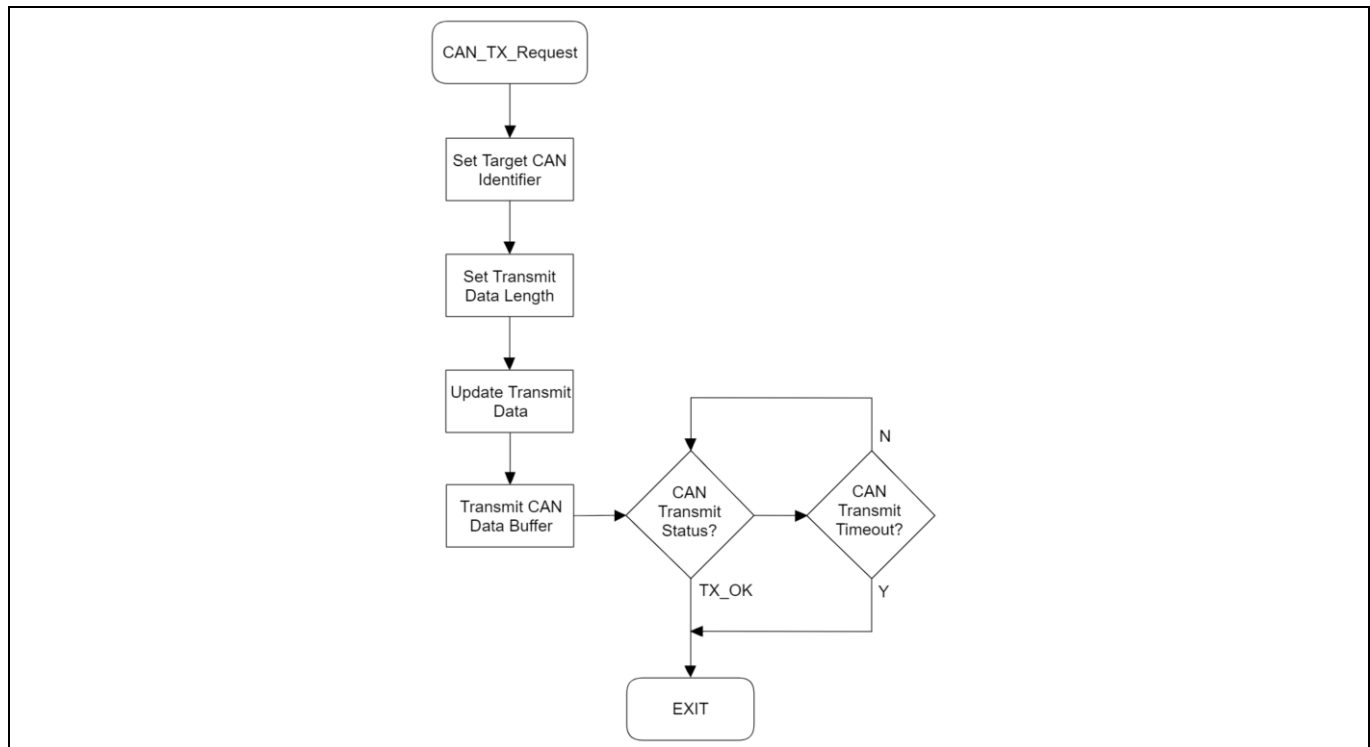 CAN_TX_Request
Set Target CAN
Identifier
Set Transmit
Data Length
Update Transmit
Data
Transmit CAN
Data Buffer
CAN
Transmit
Status?
CAN
Transmit
Timeout?
N
TX_OK
Y
EXIT